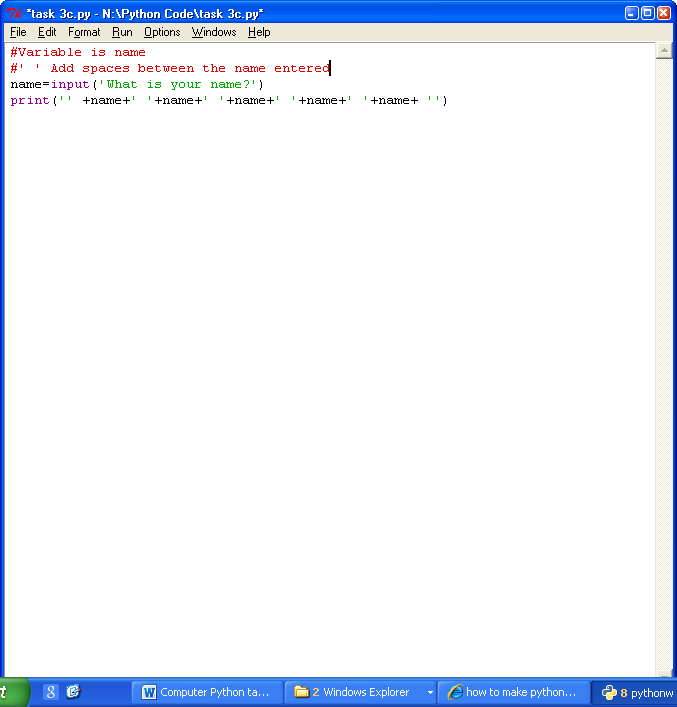 *task 3c.py - N:\Python Code\task 3c.py*
File Edit Format Run Options Windows Help
#Variable is name
#' ' Add spaces between the name entered
name=input('What is your name?')
print('' +name+' '+name+' '+name+' '+name+' '+name+ '')
t 8 Computer Python ta... 2 Windows Explorer how to make python... 8 pythonw